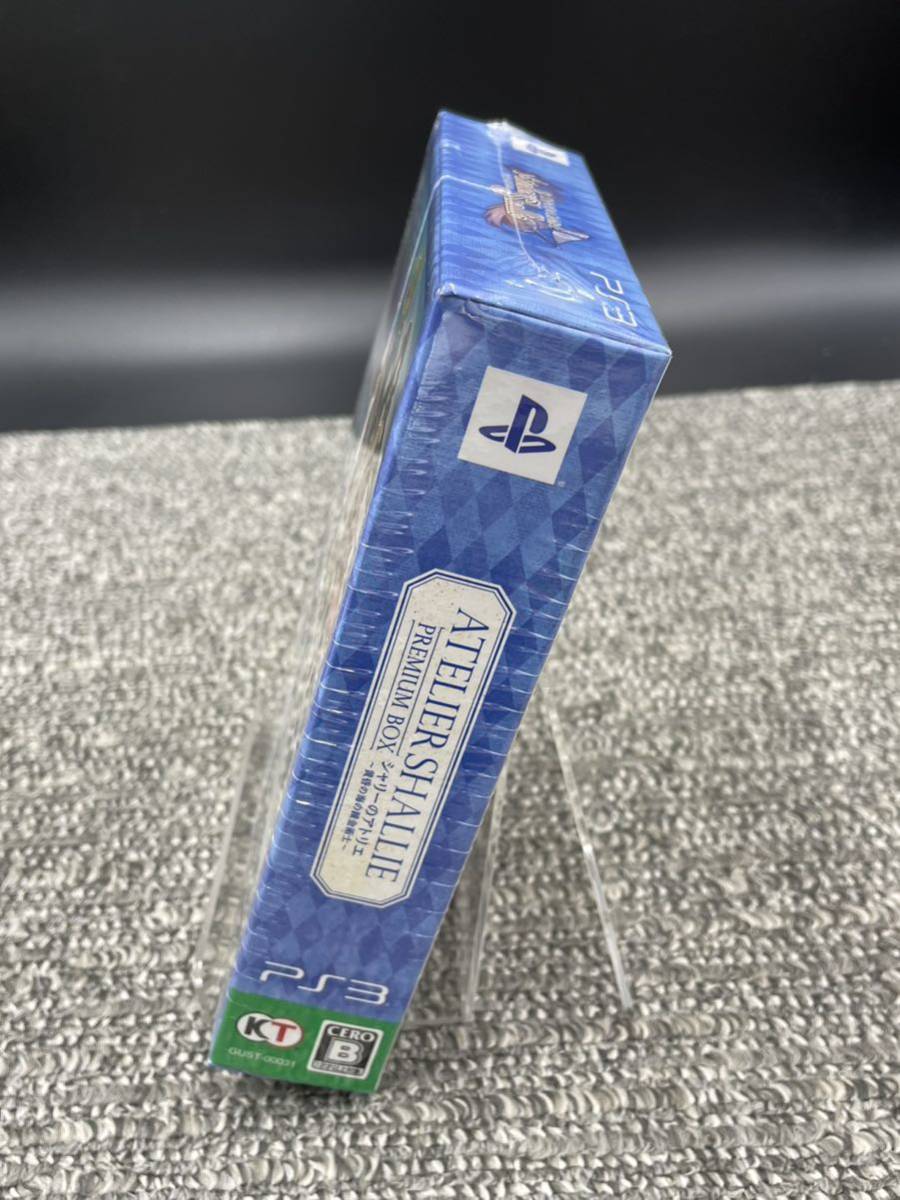 PS3
ATELIER SHALLIE
PREMIUM BOX シャリーのアトリエ
～黄昏の海の錬金術士～
PS3
KT
GUST-00031
CERO
B